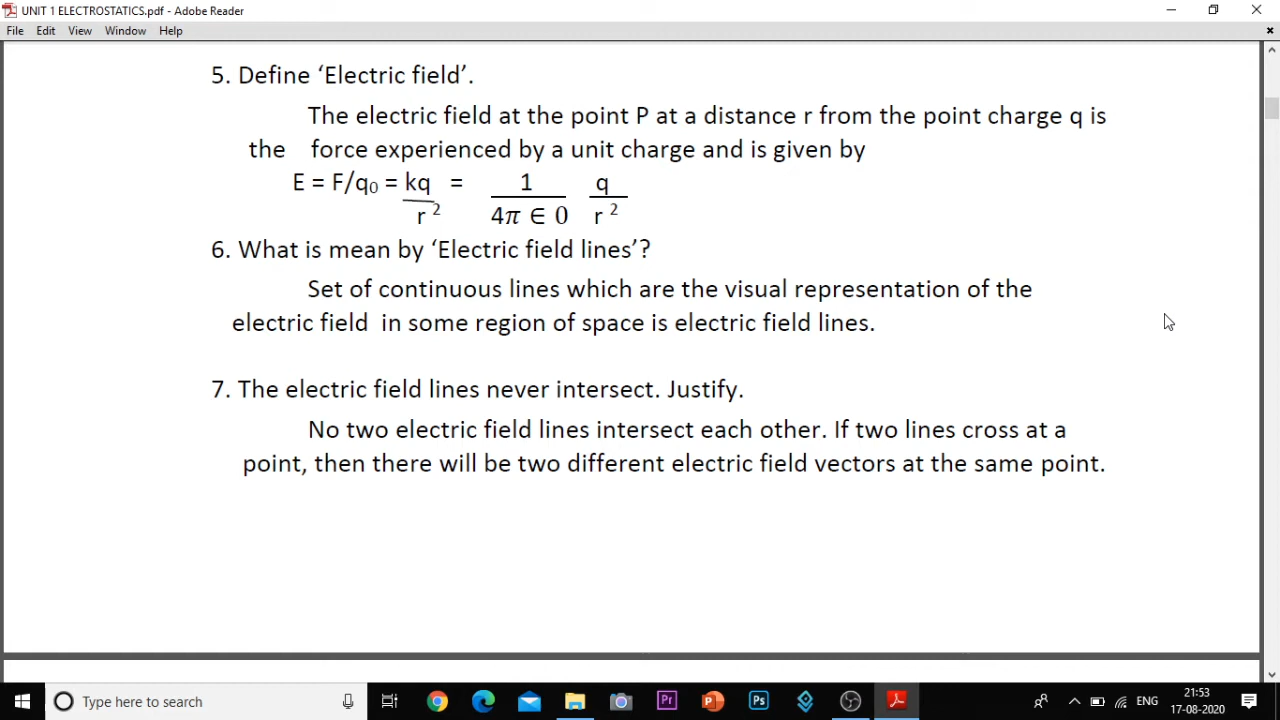 UNIT 1 ELECTROSTATICS.pdf - Adobe Reader
File Edit View Window Help
5. Define ‘Electric field’.
The electric field at the point P at a distance r from the point charge q is
the force experienced by a unit charge and is given by
E = F/q₀ = kq = 1 q
r ² 4π ∈ 0 r ²
6. What is mean by ‘Electric field lines’?
Set of continuous lines which are the visual representation of the
electric field in some region of space is electric field lines.
7. The electric field lines never intersect. Justify.
No two electric field lines intersect each other. If two lines cross at a
point, then there will be two different electric field vectors at the same point.
Type here to search
Pr
P
Ps
ENG
21:53
17-08-2020